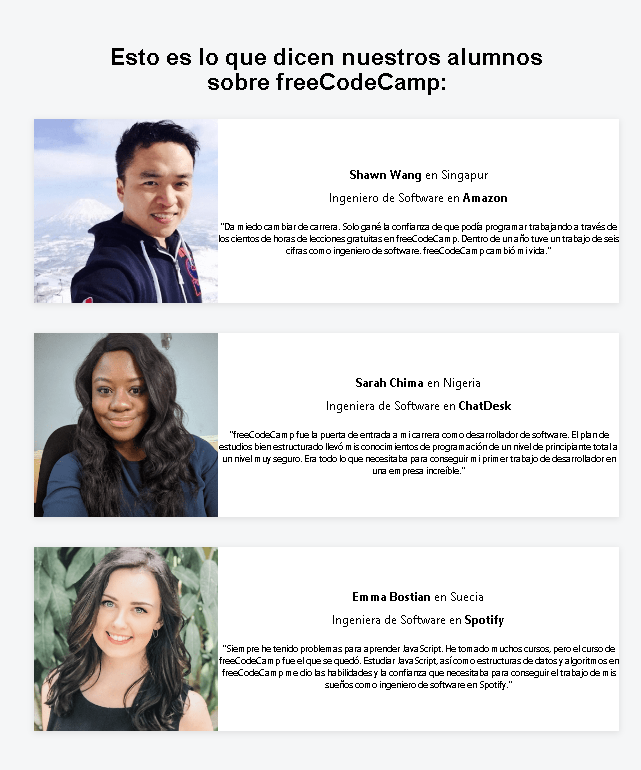 Esto es lo que dicen nuestros alumnos
sobre freeCodeCamp:
Shawn Wang en Singapur
Ingeniero de Software en Amazon
"Da miedo cambiar de carrera. Solo gané la confianza de que podía programar trabajando a través de
los cientos de horas de lecciones gratuitas en freeCodeCamp. Dentro de un año tuve un trabajo de seis
cifras como ingeniero de software. freeCodeCamp cambió mi vida."
Sarah Chima en Nigeria
Ingeniera de Software en ChatDesk
"freeCodeCamp fue la puerta de entrada a mi carrera como desarrollador de software. El plan de
estudios bien estructurado llevó mis conocimientos de programación de un nivel de principiante total a
un nivel muy seguro. Era todo lo que necesitaba para conseguir mi primer trabajo de desarrollador en
una empresa increíble."
Emma Bostian en Suecia
Ingeniera de Software en Spotify
"Siempre he tenido problemas para aprender JavaScript. He tomado muchos cursos, pero el curso de
freeCodeCamp fue el que se quedó. Estudiar JavaScript, así como estructuras de datos y algoritmos en
freeCodeCamp me dio las habilidades y la confianza que necesitaba para conseguir el trabajo de mis
sueños como ingeniero de software en Spotify."